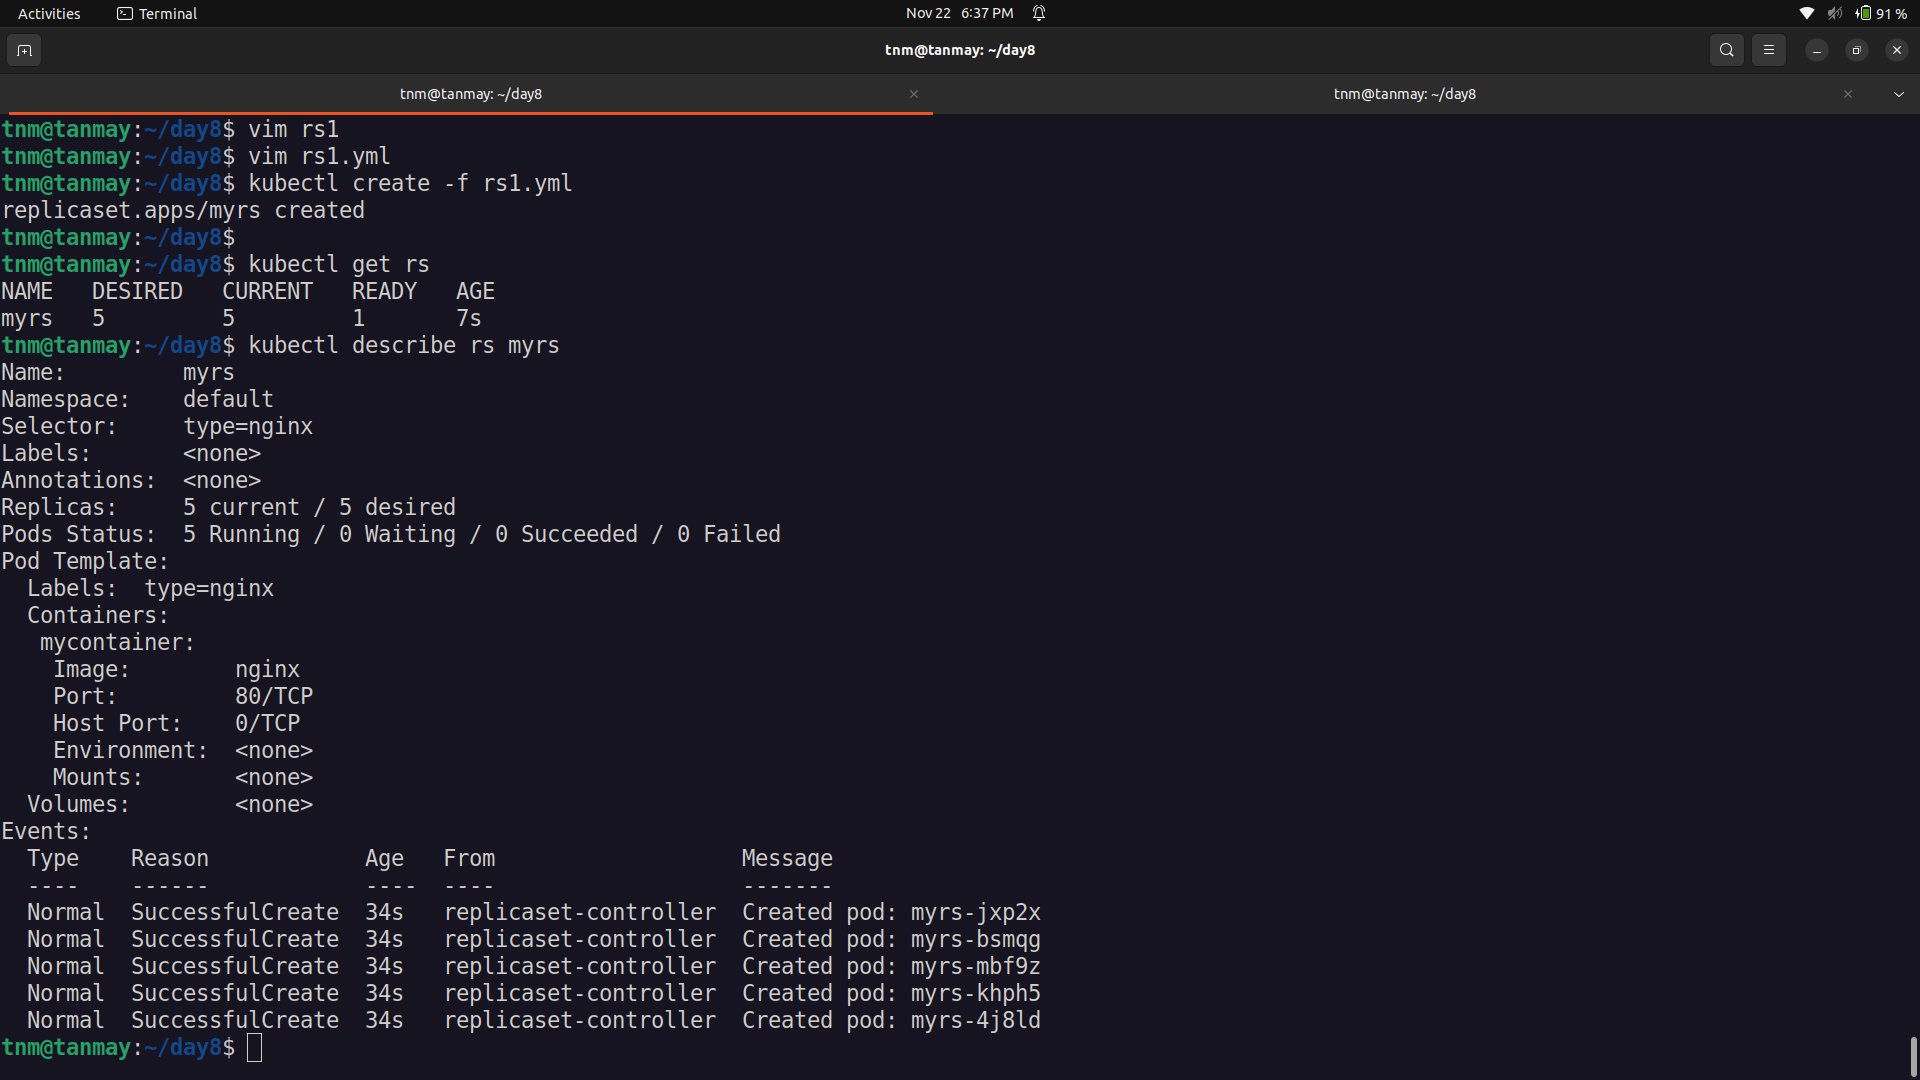 Activities Terminal Nov 22 6:37 PM 91 %
tnm@tanmay: ~/day8
tnm@tanmay: ~/day8 tnm@tanmay: ~/day8
tnm@tanmay:~/day8$ vim rs1
tnm@tanmay:~/day8$ vim rs1.yml
tnm@tanmay:~/day8$ kubectl create -f rs1.yml
replicaset.apps/myrs created
tnm@tanmay:~/day8$
tnm@tanmay:~/day8$ kubectl get rs
NAME   DESIRED   CURRENT   READY   AGE
myrs   5         5         1       7s
tnm@tanmay:~/day8$ kubectl describe rs myrs
Name:         myrs
Namespace:    default
Selector:     type=nginx
Labels:       <none>
Annotations:  <none>
Replicas:     5 current / 5 desired
Pods Status:  5 Running / 0 Waiting / 0 Succeeded / 0 Failed
Pod Template:
  Labels:  type=nginx
  Containers:
   mycontainer:
    Image:        nginx
    Port:         80/TCP
    Host Port:    0/TCP
    Environment:  <none>
    Mounts:       <none>
  Volumes:        <none>
Events:
  Type    Reason            Age   From                   Message
  ----    ------            ----  ----                   -------
  Normal  SuccessfulCreate  34s   replicaset-controller  Created pod: myrs-jxp2x
  Normal  SuccessfulCreate  34s   replicaset-controller  Created pod: myrs-bsmqg
  Normal  SuccessfulCreate  34s   replicaset-controller  Created pod: myrs-mbf9z
  Normal  SuccessfulCreate  34s   replicaset-controller  Created pod: myrs-khph5
  Normal  SuccessfulCreate  34s   replicaset-controller  Created pod: myrs-4j8ld
tnm@tanmay:~/day8$